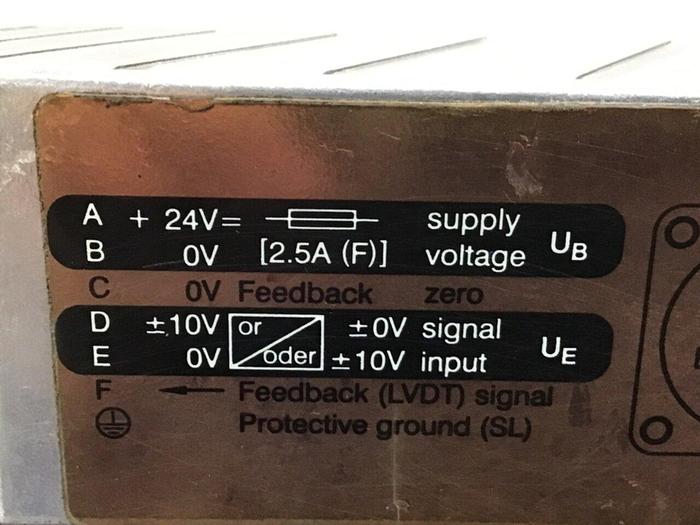 A + 24V= supply
B 0V [2.5A (F)] voltage UB
C 0V Feedback zero
D ±10V or ±0V signal
E 0V oder ±10V input UE
F Feedback (LVDT) signal
Protective ground (SL)